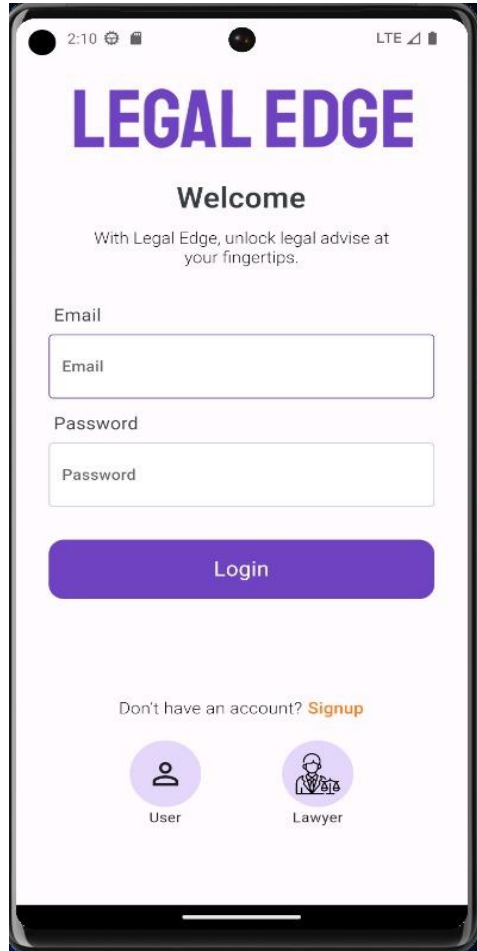 2:10 LTE
LEGAL EDGE
Welcome
With Legal Edge, unlock legal advise at
your fingertips.
Email
Email
Password
Password
Login
Don't have an account? Signup
User Lawyer